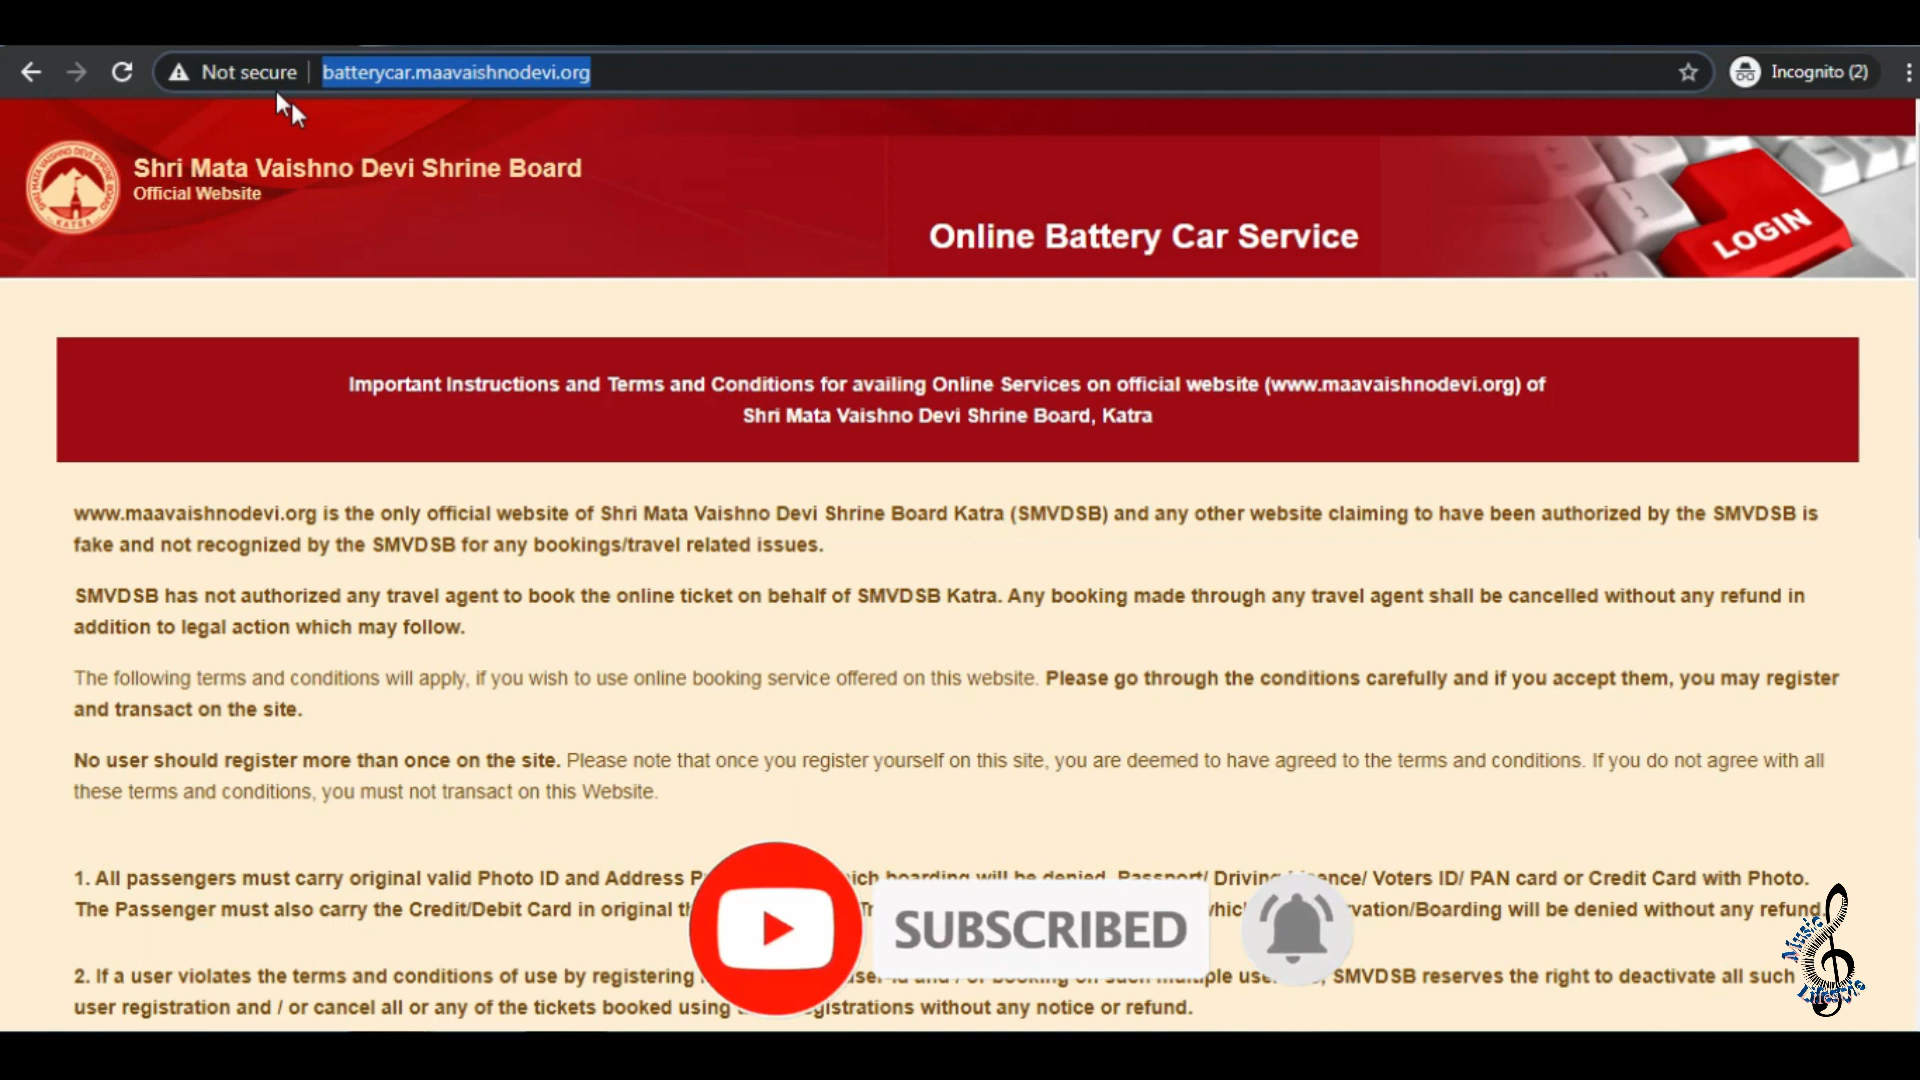 Not secure | batterycar.maavaishnodevi.org
Incognito (2)
Shri Mata Vaishno Devi Shrine Board
Official Website
Online Battery Car Service
LOGIN
Important Instructions and Terms and Conditions for availing Online Services on official website (www.maavaishnodevi.org) of
Shri Mata Vaishno Devi Shrine Board, Katra
www.maavaishnodevi.org is the only official website of Shri Mata Vaishno Devi Shrine Board Katra (SMVDSB) and any other website claiming to have been authorized by the SMVDSB is
fake and not recognized by the SMVDSB for any bookings/travel related issues.
SMVDSB has not authorized any travel agent to book the online ticket on behalf of SMVDSB Katra. Any booking made through any travel agent shall be cancelled without any refund in
addition to legal action which may follow.
The following terms and conditions will apply, if you wish to use online booking service offered on this website. Please go through the conditions carefully and if you accept them, you may register
and transact on the site.
No user should register more than once on the site. Please note that once you register yourself on this site, you are deemed to have agreed to the terms and conditions. If you do not agree with all
these terms and conditions, you must not transact on this Website.
1. All passengers must carry original valid Photo ID and Address boarding will be denied. Passport/ Driving Voters ID/ PAN card or Credit Card with Photo.
The Passenger must also carry the Credit/Debit Card in original will be denied without any refund.
SUBSCRIBED
2. If a user violates the terms and conditions of use by registering SMVDSB reserves the right to deactivate all such
user registration and / or cancel all or any of the tickets booked using without any notice or refund.
Music
Lifestyle